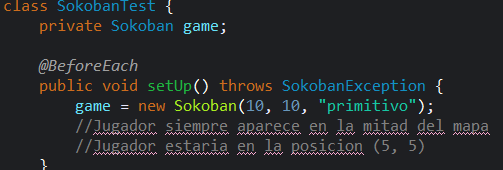 class SokobanTest {
private Sokoban game;
@BeforeEach
public void setUp() throws SokobanException {
game = new Sokoban(10, 10, "primitivo");
//Jugador siempre aparece en la mitad del mapa
//Jugador estaria en la posicion (5, 5)
}